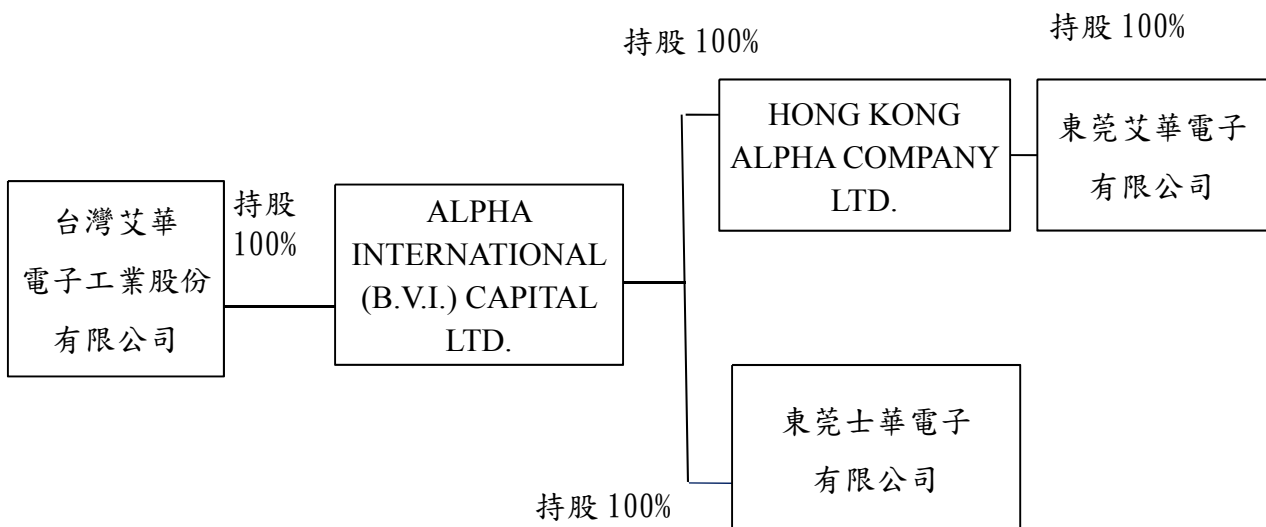 台灣艾華
電子工業股份
有限公司
持股
100%
ALPHA
INTERNATIONAL
(B.V.I.) CAPITAL
LTD.
持股 100%
HONG KONG
ALPHA COMPANY
LTD.
持股 100%
東莞艾華電子
有限公司
持股 100%
東莞士華電子
有限公司